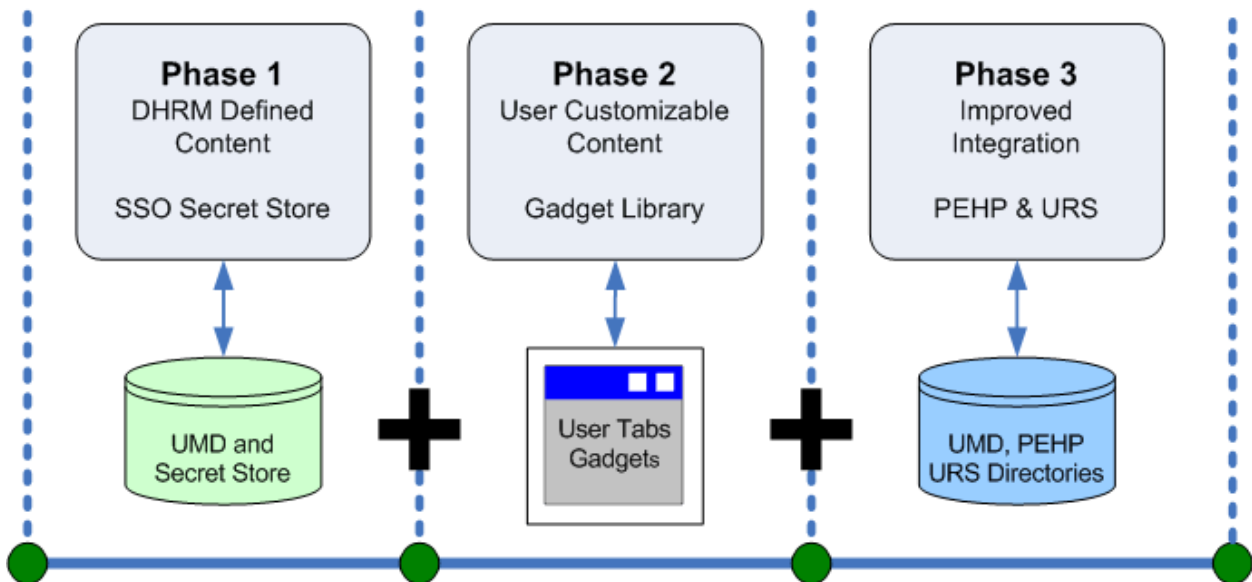 Phase 1
DHRM Defined
Content
SSO Secret Store
Phase 2
User Customizable
Content
Gadget Library
Phase 3
Improved
Integration
PEHP & URS
UMD and
Secret Store
User Tabs
Gadgets
UMD, PEHP
URS Directories